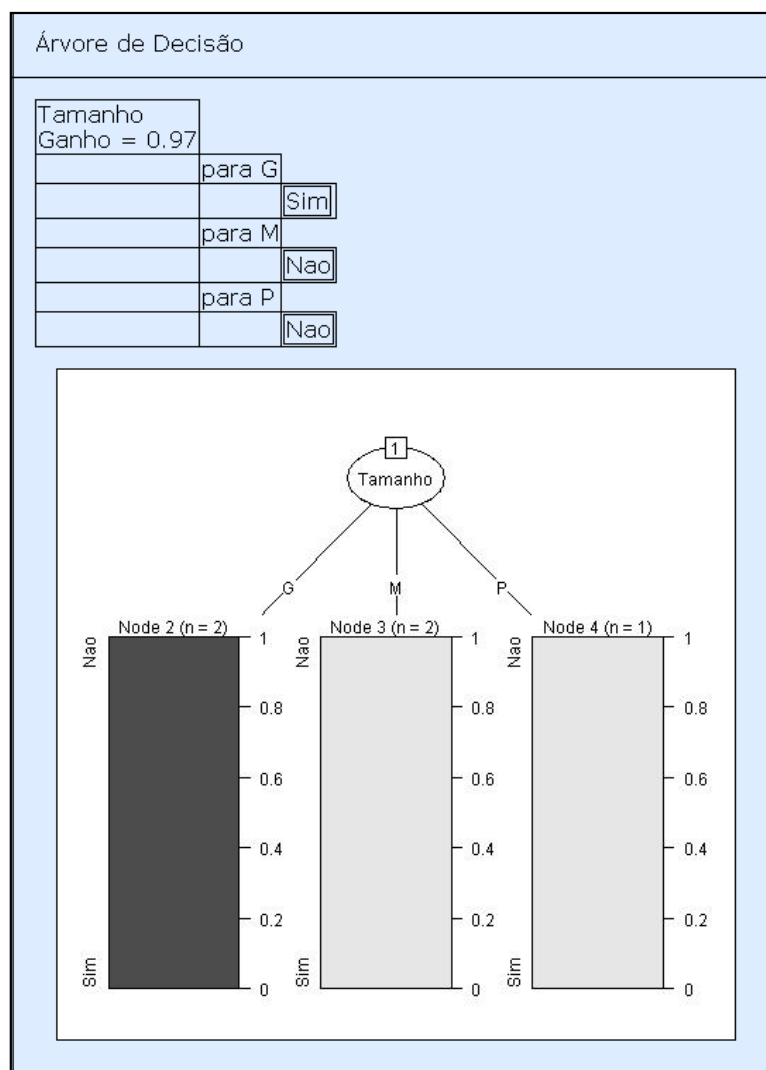 Árvore de Decisão
Tamanho
Ganho = 0.97
para G
Sim
para M
Nao
para P
Nao
1
Tamanho
G M P
Node 2 (n = 2) Node 3 (n = 2) Node 4 (n = 1)
Nao 1 Nao 1 Nao 1
0.8 0.8 0.8
0.6 0.6 0.6
0.4 0.4 0.4
0.2 0.2 0.2
Sim 0 Sim 0 Sim 0